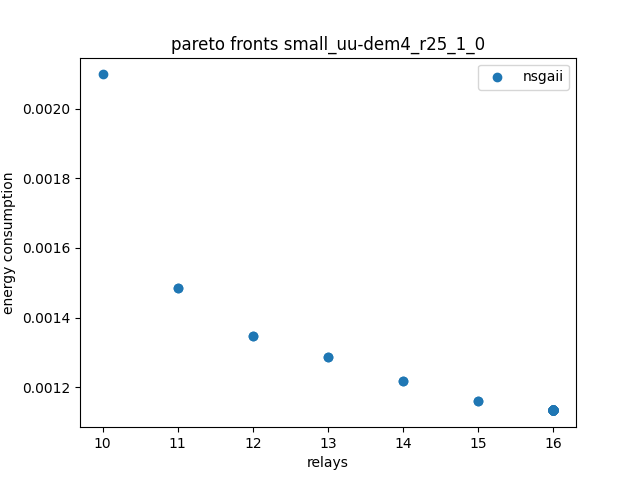 pareto fronts small_uu-dem4_r25_1_0
nsgaii
0.0020
0.0018
0.0016
0.0014
0.0012
energy consumption
10 11 12 13 14 15 16
relays